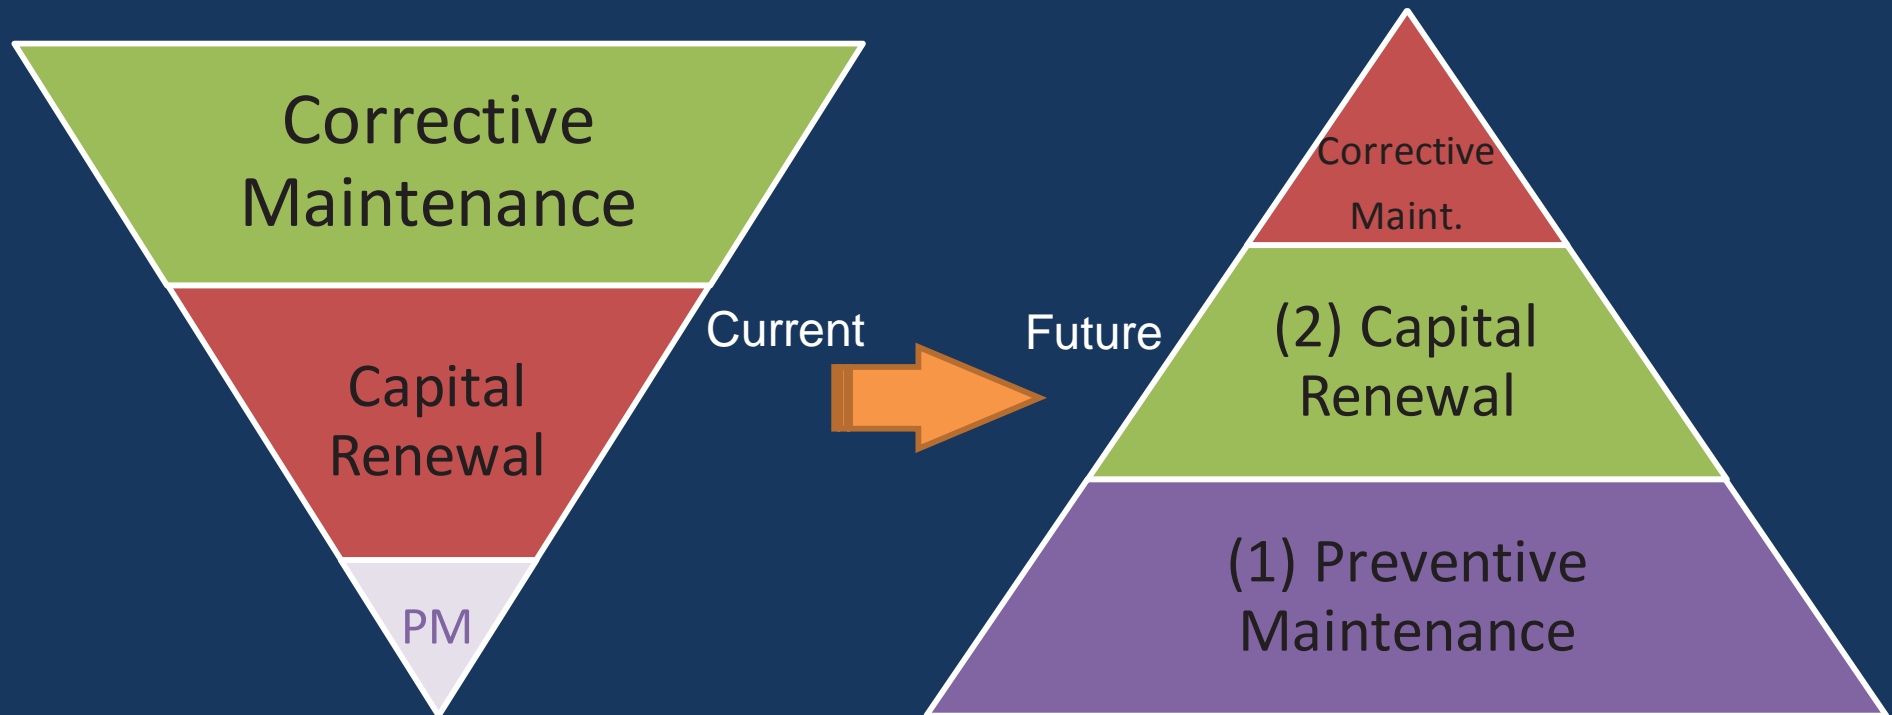 Corrective
Maintenance
Capital
Renewal
PM
Current
Future
Corrective
Maint.
(2) Capital
Renewal
(1) Preventive
Maintenance